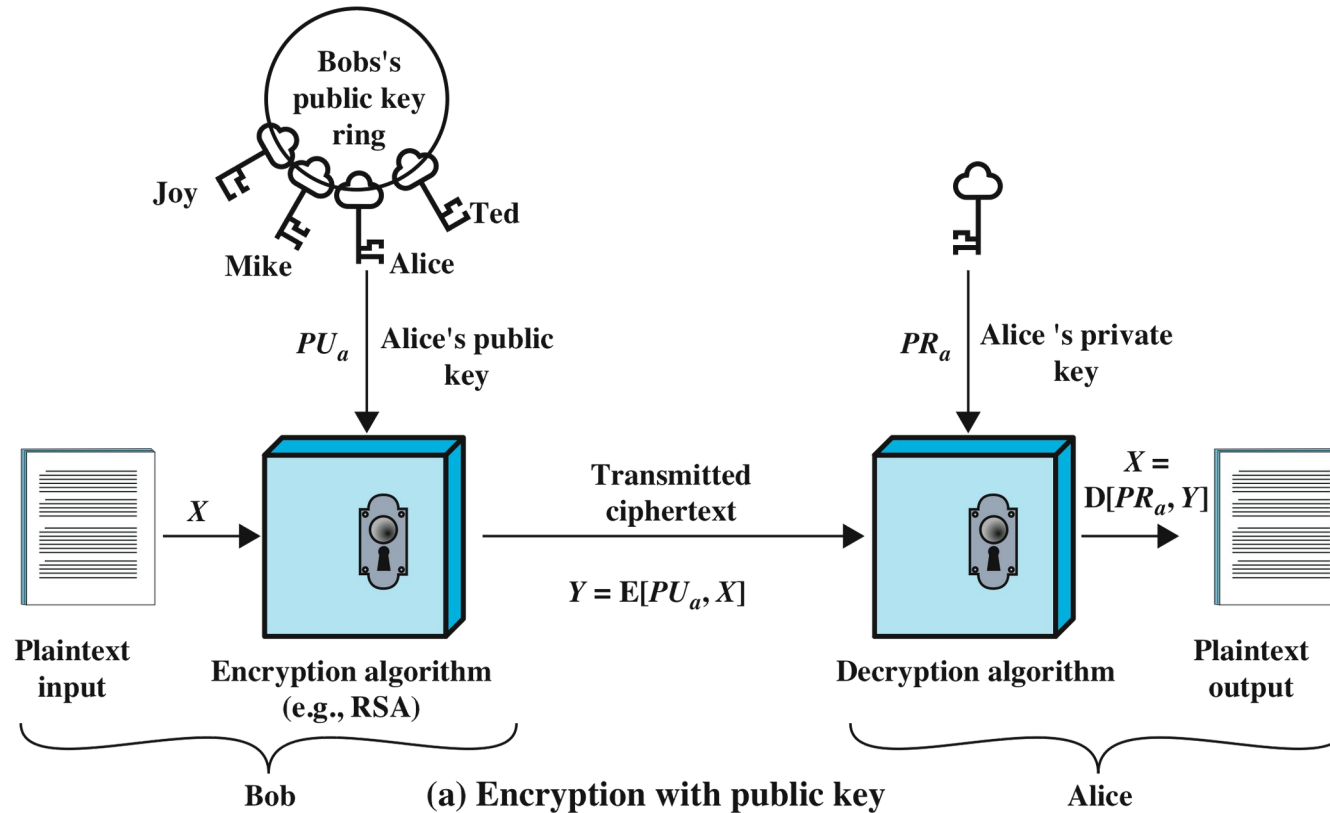 Bobs's
public key
ring
Joy
Ted
Mike
Alice
PUₐ
Alice's public
key
PRₐ
Alice 's private
key
X
Transmitted
ciphertext
X =
D[PRₐ, Y]
Y = E[PUₐ, X]
Plaintext
input
Encryption algorithm
(e.g., RSA)
Decryption algorithm
Plaintext
output
Bob
(a) Encryption with public key
Alice